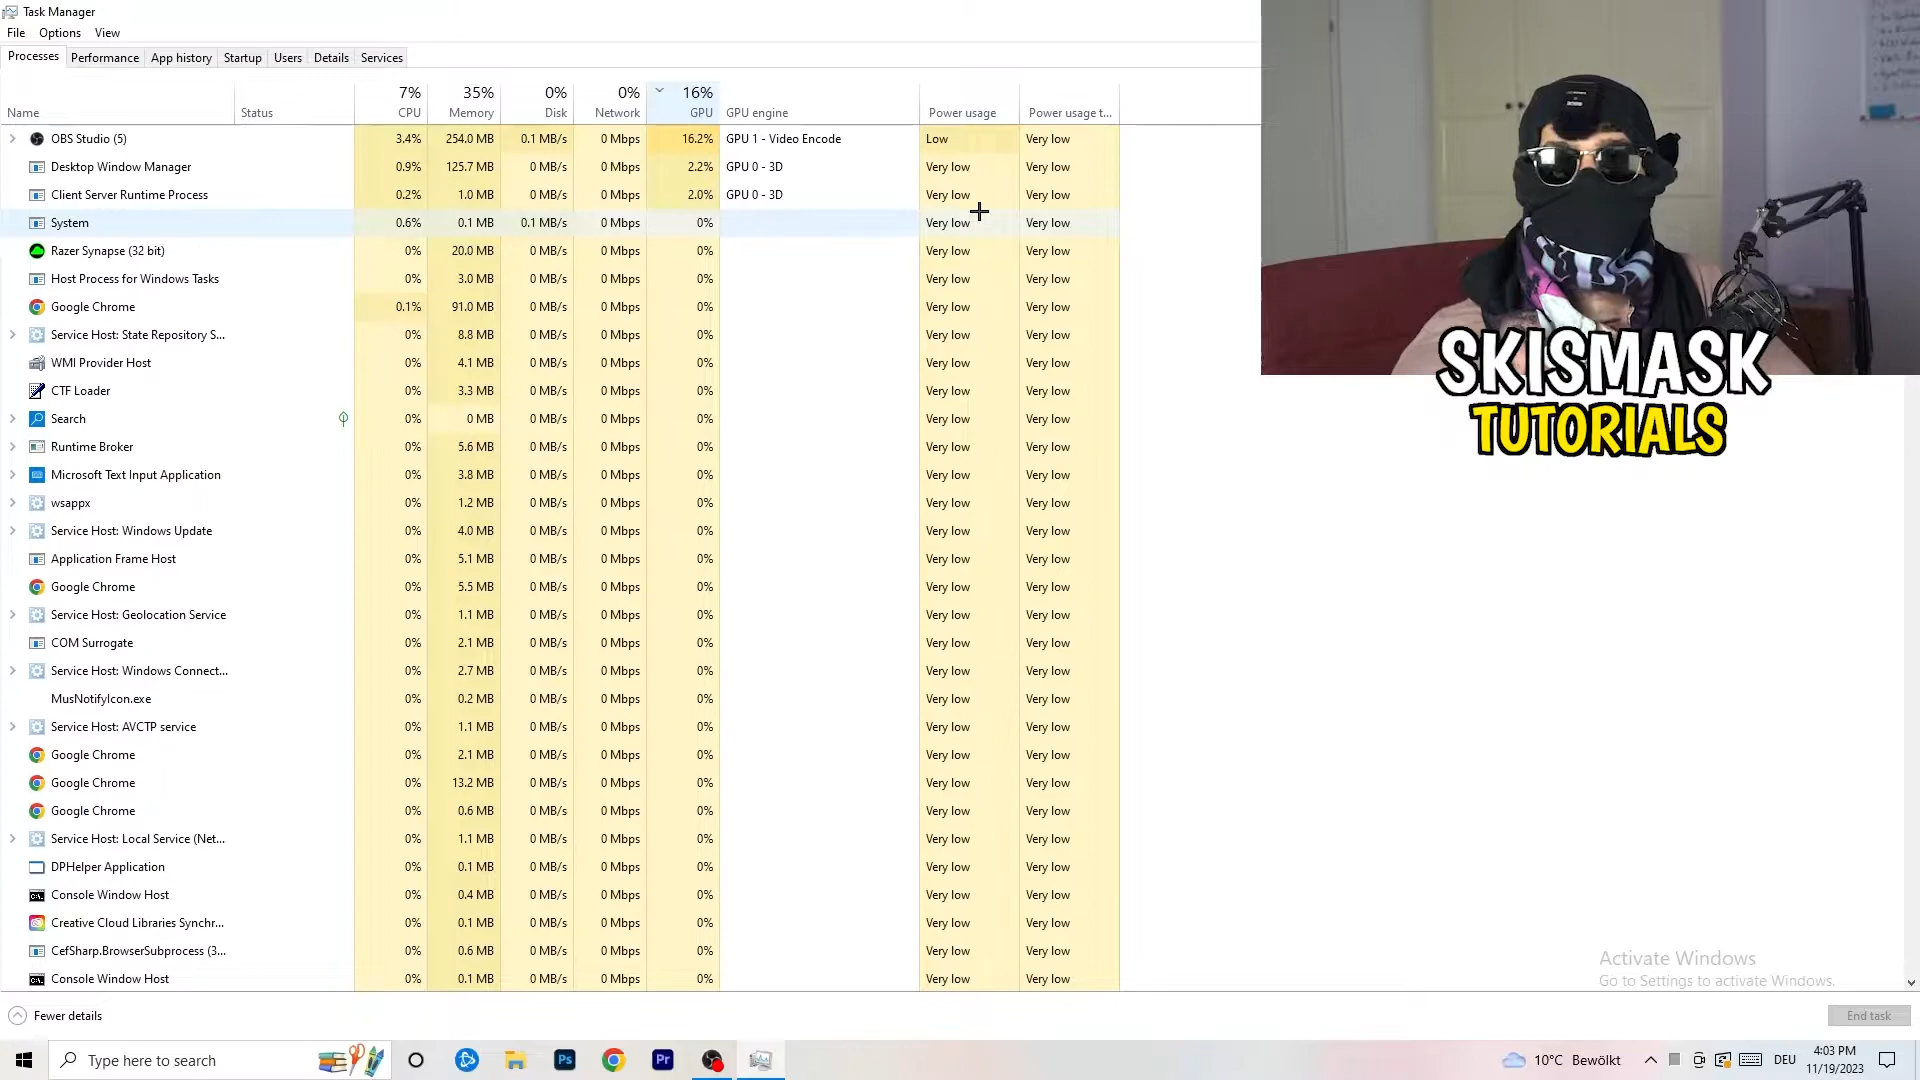 Task Manager
File Options View
Processes Performance App history Startup Users Details Services
7% 35% 0% 0% 16%
Name Status CPU Memory Disk Network GPU GPU engine Power usage Power usage t...
OBS Studio (5) 3.4% 254.0 MB 0.1 MB/s 0 Mbps 16.2% GPU 1 - Video Encode Low Very low
Desktop Window Manager 0.9% 125.7 MB 0 MB/s 0 Mbps 2.2% GPU 0 - 3D Very low Very low
Client Server Runtime Process 0.2% 1.0 MB 0 MB/s 0 Mbps 2.0% GPU 0 - 3D Very low Very low
System 0.6% 0.1 MB 0.1 MB/s 0 Mbps 0% Very low Very low
Razer Synapse (32 bit) 0% 20.0 MB 0 MB/s 0 Mbps 0% Very low Very low
Host Process for Windows Tasks 0% 3.0 MB 0 MB/s 0 Mbps 0% Very low Very low
Google Chrome 0.1% 91.0 MB 0 MB/s 0 Mbps 0% Very low Very low
Service Host: State Repository S... 0% 8.8 MB 0 MB/s 0 Mbps 0% Very low Very low
WMI Provider Host 0% 4.1 MB 0 MB/s 0 Mbps 0% Very low Very low
CTF Loader 0% 3.3 MB 0 MB/s 0 Mbps 0% Very low Very low
Search 0% 0 MB 0 MB/s 0 Mbps 0% Very low Very low
Runtime Broker 0% 5.6 MB 0 MB/s 0 Mbps 0% Very low Very low
Microsoft Text Input Application 0% 3.8 MB 0 MB/s 0 Mbps 0% Very low Very low
wsappx 0% 1.2 MB 0 MB/s 0 Mbps 0% Very low Very low
Service Host: Windows Update 0% 4.0 MB 0 MB/s 0 Mbps 0% Very low Very low
Application Frame Host 0% 5.1 MB 0 MB/s 0 Mbps 0% Very low Very low
Google Chrome 0% 5.5 MB 0 MB/s 0 Mbps 0% Very low Very low
Service Host: Geolocation Service 0% 1.1 MB 0 MB/s 0 Mbps 0% Very low Very low
COM Surrogate 0% 2.1 MB 0 MB/s 0 Mbps 0% Very low Very low
Service Host: Windows Connect... 0% 2.7 MB 0 MB/s 0 Mbps 0% Very low Very low
MusNotifyIcon.exe 0% 0.2 MB 0 MB/s 0 Mbps 0% Very low Very low
Service Host: AVCTP service 0% 1.1 MB 0 MB/s 0 Mbps 0% Very low Very low
Google Chrome 0% 2.1 MB 0 MB/s 0 Mbps 0% Very low Very low
Google Chrome 0% 13.2 MB 0 MB/s 0 Mbps 0% Very low Very low
Google Chrome 0% 0.6 MB 0 MB/s 0 Mbps 0% Very low Very low
Service Host: Local Service (Net... 0% 1.1 MB 0 MB/s 0 Mbps 0% Very low Very low
DPHelper Application 0% 0.1 MB 0 MB/s 0 Mbps 0% Very low Very low
Console Window Host 0% 0.4 MB 0 MB/s 0 Mbps 0% Very low Very low
Creative Cloud Libraries Synchr... 0% 0.1 MB 0 MB/s 0 Mbps 0% Very low Very low
CefSharp.BrowserSubprocess (3... 0% 0.6 MB 0 MB/s 0 Mbps 0% Very low Very low
Console Window Host 0% 0.1 MB 0 MB/s 0 Mbps 0% Very low Very low
SKISMASK
TUTORIALS
Activate Windows
Go to Settings to activate Windows.
Fewer details
End task
Type here to search
Ps
Pr
10°C Bewölkt
DEU
4:03 PM
11/19/2023